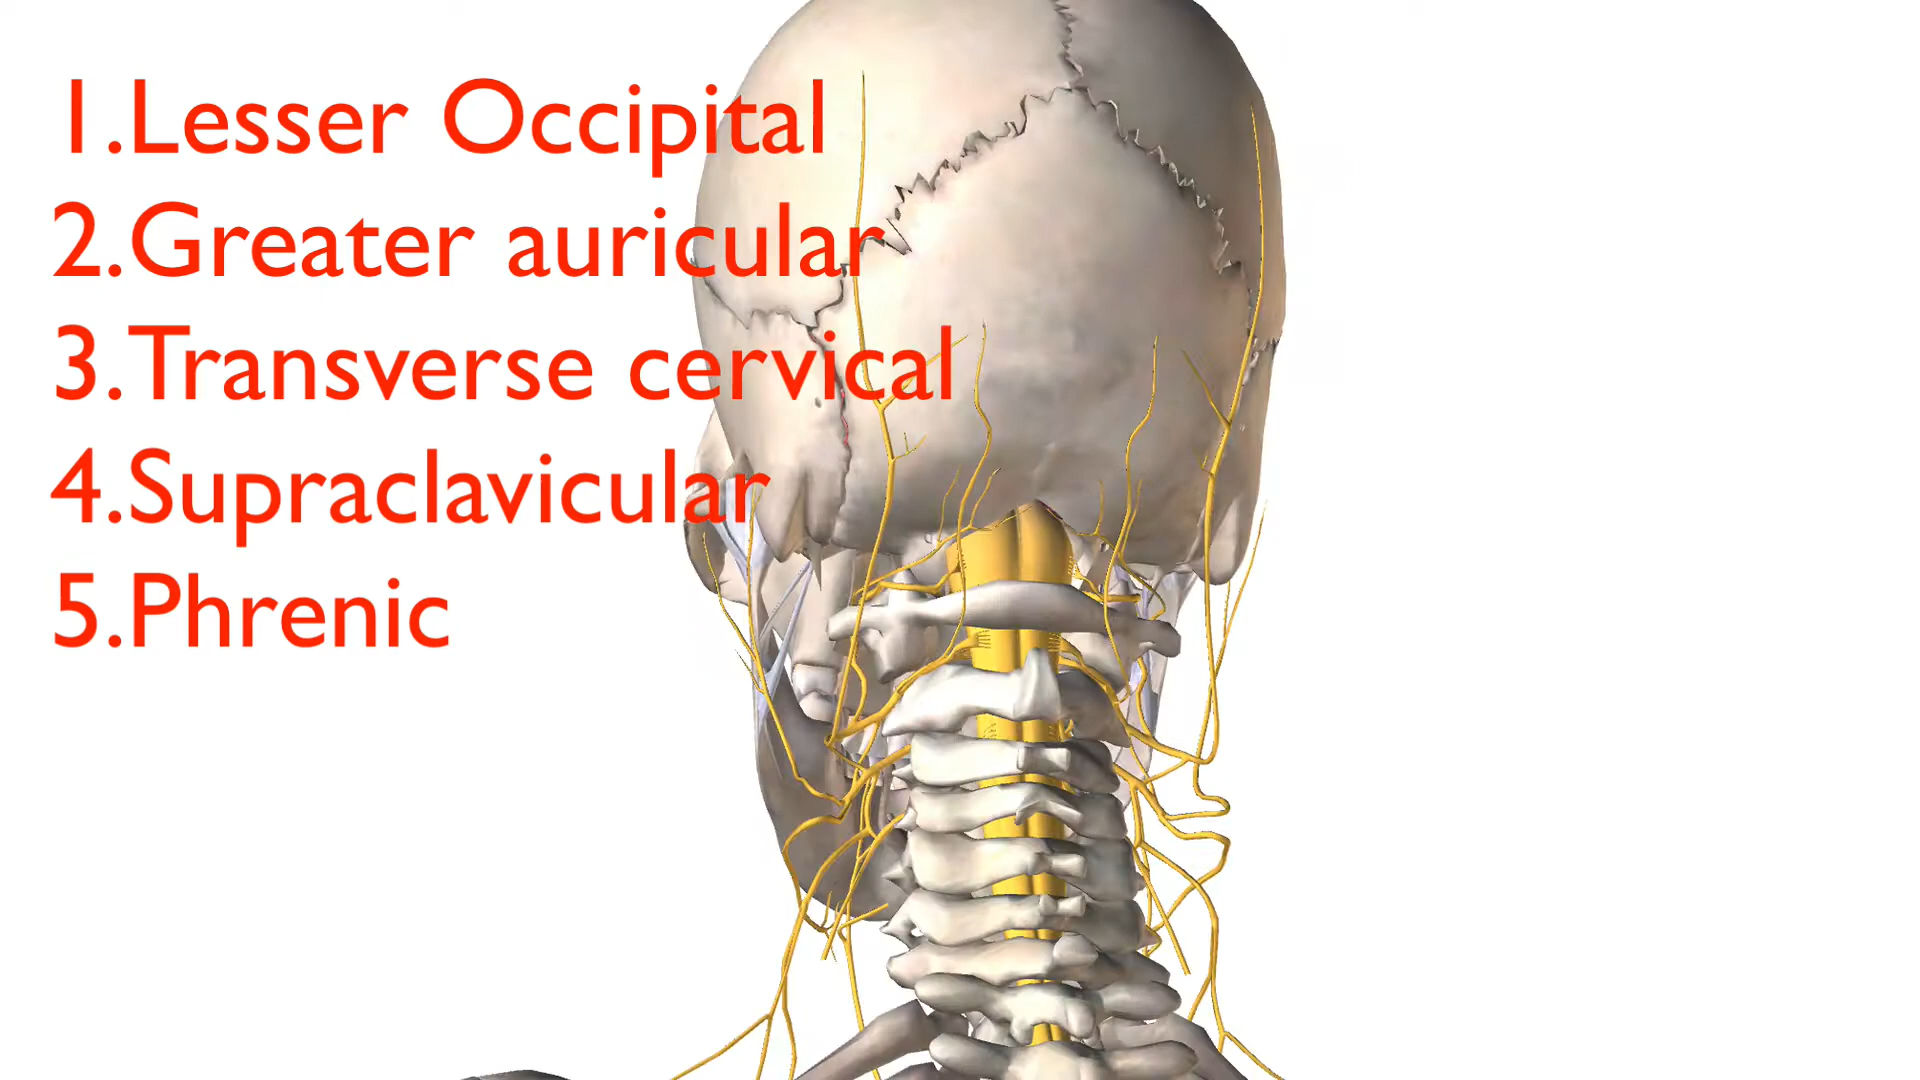 1.Lesser Occipital
2.Greater auricular
3.Transverse cervical
4.Supraclavicular
5.Phrenic